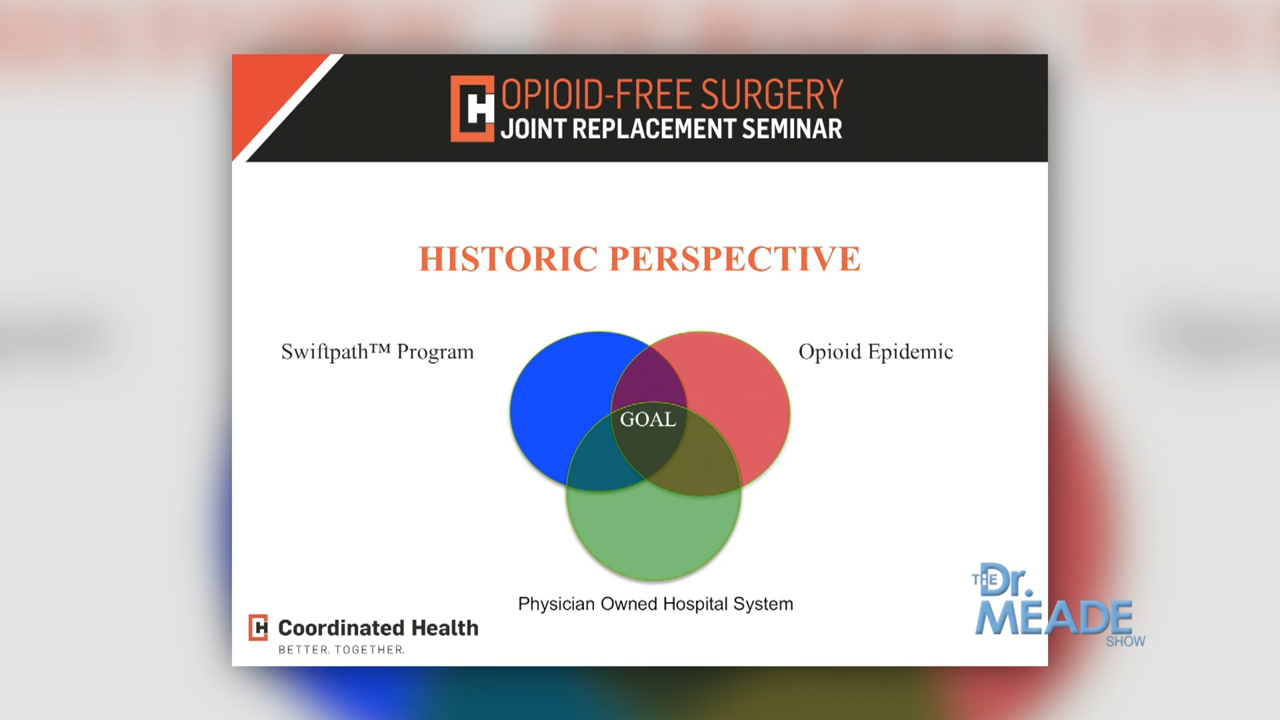 OPIOID-FREE SURGERY
JOINT REPLACEMENT SEMINAR
HISTORIC PERSPECTIVE
Swiftpath™ Program
Opioid Epidemic
GOAL
Physician Owned Hospital System
CH
Coordinated Health
BETTER. TOGETHER.
THE
Dr.
MEADE
SHOW